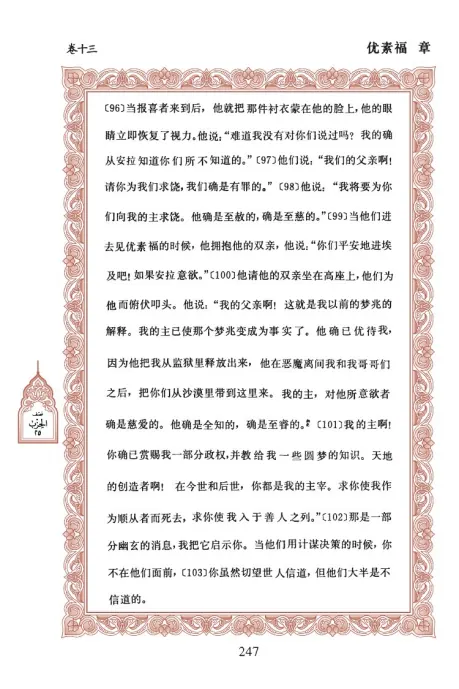 卷十三
优素福 章
〔96〕当报喜者来到后，他就把那件衬衣蒙在他的脸上，他的眼
睛立即恢复了视力。他说：“难道我没有对你们说过吗？我的确
从安拉知道你们所不知道的。”〔97〕他们说：“我们的父亲啊！
请你为我们求饶，我们确是有罪的。”〔98〕他说：“我将要为你
们向我的主求饶。他确是至赦的，确是至慈的。”〔99〕当他们进
去见优素福的时候，他拥抱他的双亲，他说：“你们平安地进埃
及吧！如果安拉意欲。”〔100〕他请他的双亲坐在高座上，他们为
他而俯伏叩头。他说：“我的父亲啊！这就是我以前的梦兆的
解释。我的主已使那个梦兆变成为事实了。他确已优待我，
因为他把我从监狱里释放出来，他在恶魔离间我和我哥哥们
之后，把你们从沙漠里带到这里来。我的主，对他所意欲者
确是慈爱的。他确是全知的，确是至睿的。〔101〕我的主啊！
你确已赏赐我一部分政权，并教给我一些圆梦的知识。天地
的创造者啊！在今世和后世，你都是我的主宰。求你使我作
为顺从者而死去，求你使我入于善人之列。”〔102〕那是一部
分幽玄的消息，我把它启示你。当他们用计谋决策的时候，你
不在他们面前，〔103〕你虽然切望世人信道，但他们大半是不
信道的。
نصف
الحزب
٢٥
247